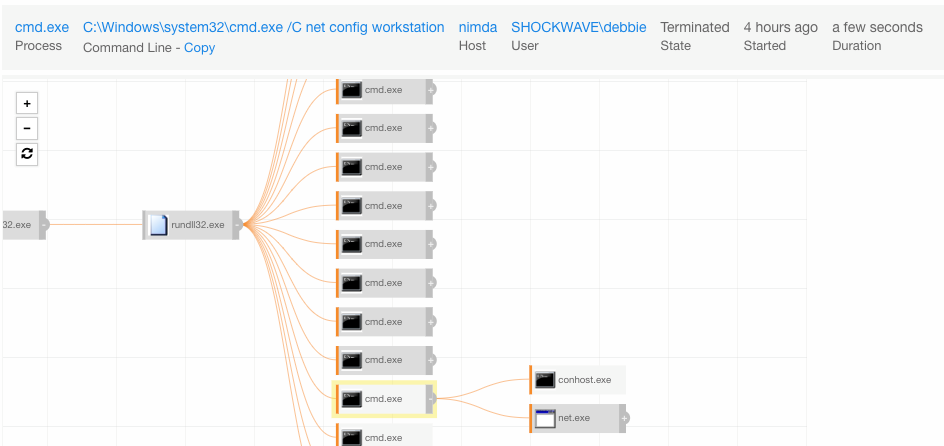 cmd.exe C:\Windows\system32\cmd.exe /C net config workstation nimda SHOCKWAVE\debbie Terminated 4 hours ago a few seconds
Process Command Line - Copy Host User State Started Duration
+
cmd.exe
−
cmd.exe
cmd.exe
cmd.exe
32.exe rundll32.exe
cmd.exe
cmd.exe
cmd.exe
cmd.exe
conhost.exe
cmd.exe
net.exe
cmd.exe